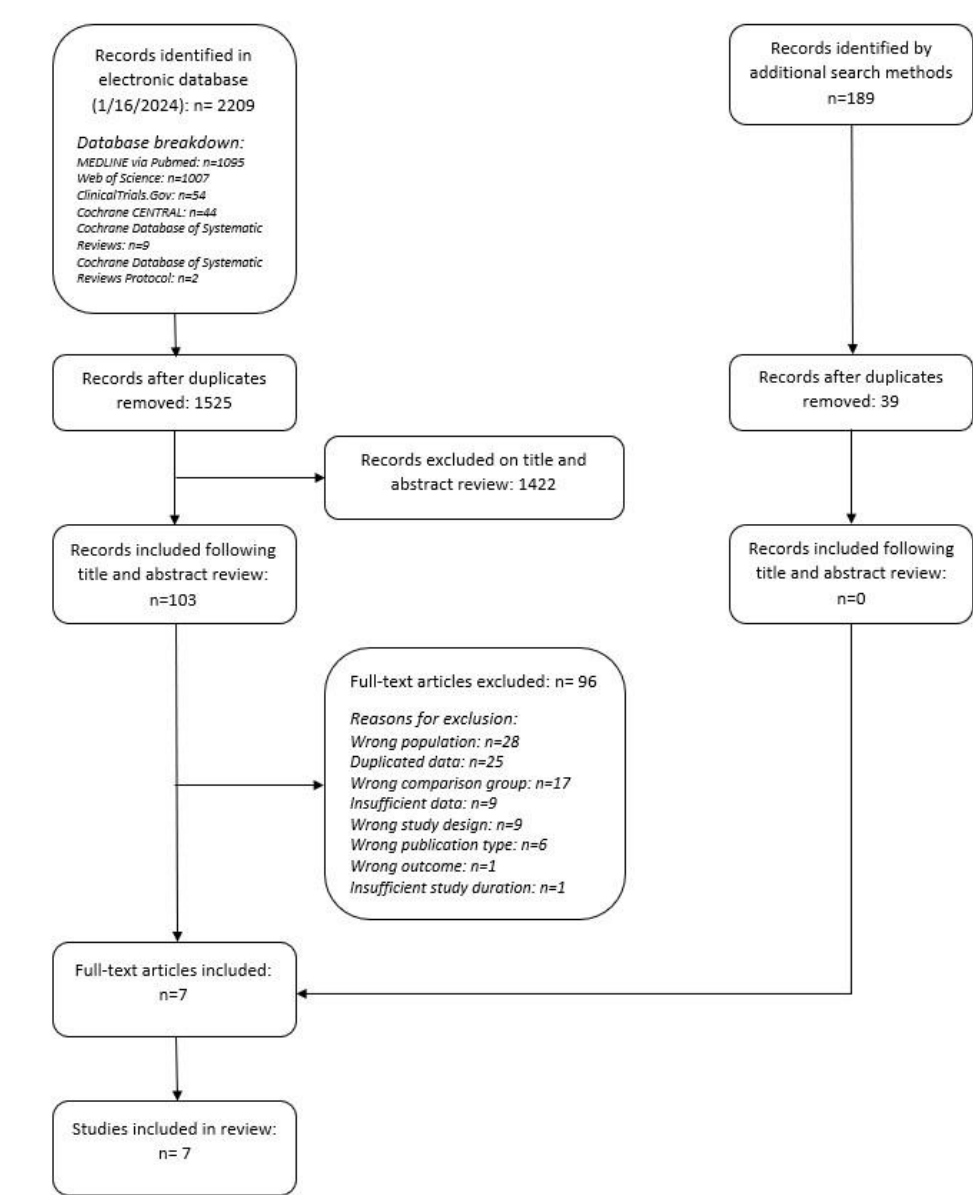 Records identified in
electronic database
(1/16/2024): n= 2209
Database breakdown:
MEDLINE via Pubmed: n=1095
Web of Science: n=1007
ClinicalTrials.Gov: n=54
Cochrane CENTRAL: n=44
Cochrane Database of Systematic
Reviews: n=9
Cochrane Database of Systematic
Reviews Protocol: n=2
Records identified by
additional search methods
n=189
Records after duplicates
removed: 1525
Records after duplicates
removed: 39
Records excluded on title and
abstract review: 1422
Records included following
title and abstract review:
n=103
Records included following
title and abstract review:
n=0
Full-text articles excluded: n= 96
Reasons for exclusion:
Wrong population: n=28
Duplicated data: n=25
Wrong comparison group: n=17
Insufficient data: n=9
Wrong study design: n=9
Wrong publication type: n=6
Wrong outcome: n=1
Insufficient study duration: n=1
Full-text articles included:
n=7
Studies included in review:
n= 7